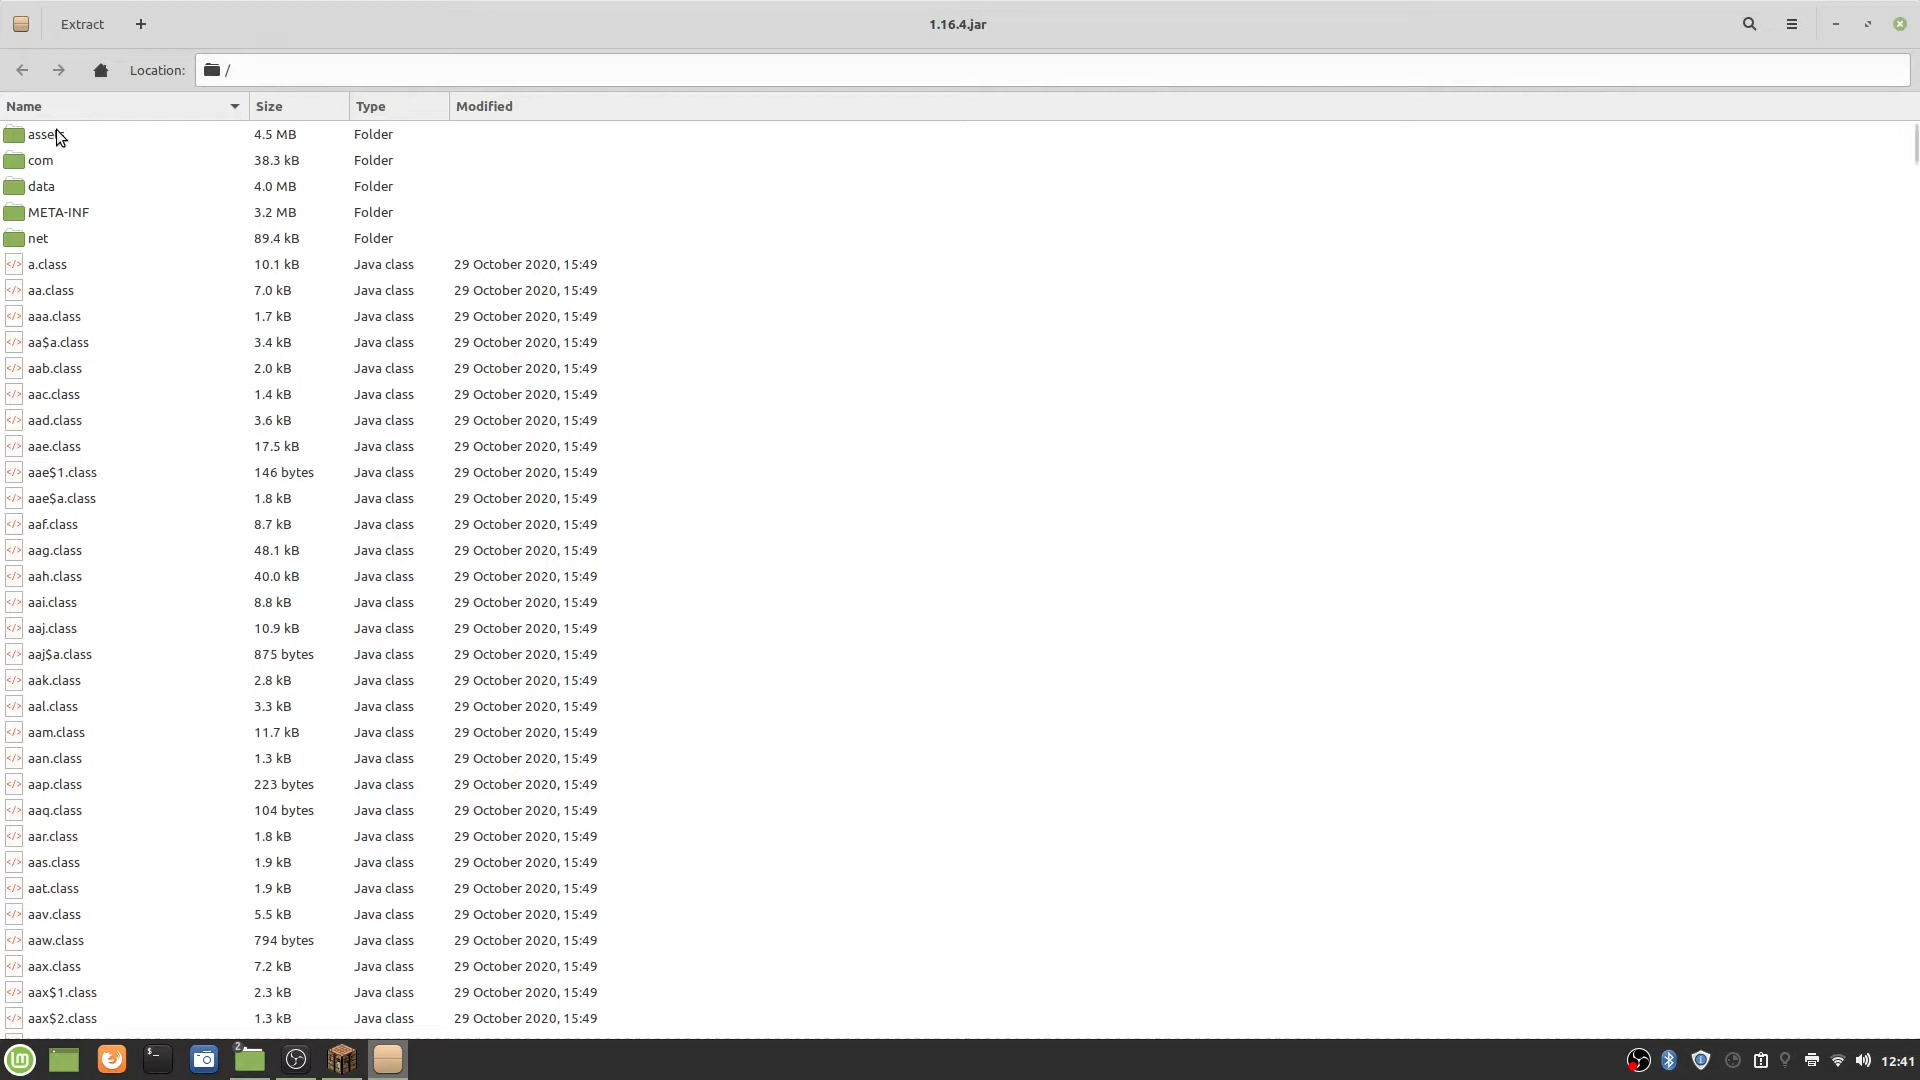 Extract
1.16.4.jar
Location: /
Name Size Type Modified
assets 4.5 MB Folder
com 38.3 kB Folder
data 4.0 MB Folder
META-INF 3.2 MB Folder
net 89.4 kB Folder
a.class 10.1 kB Java class 29 October 2020, 15:49
aa.class 7.0 kB Java class 29 October 2020, 15:49
aaa.class 1.7 kB Java class 29 October 2020, 15:49
aa$a.class 3.4 kB Java class 29 October 2020, 15:49
aab.class 2.0 kB Java class 29 October 2020, 15:49
aac.class 1.4 kB Java class 29 October 2020, 15:49
aad.class 3.6 kB Java class 29 October 2020, 15:49
aae.class 17.5 kB Java class 29 October 2020, 15:49
aae$1.class 146 bytes Java class 29 October 2020, 15:49
aae$a.class 1.8 kB Java class 29 October 2020, 15:49
aaf.class 8.7 kB Java class 29 October 2020, 15:49
aag.class 48.1 kB Java class 29 October 2020, 15:49
aah.class 40.0 kB Java class 29 October 2020, 15:49
aai.class 8.8 kB Java class 29 October 2020, 15:49
aaj.class 10.9 kB Java class 29 October 2020, 15:49
aaj$a.class 875 bytes Java class 29 October 2020, 15:49
aak.class 2.8 kB Java class 29 October 2020, 15:49
aal.class 3.3 kB Java class 29 October 2020, 15:49
aam.class 11.7 kB Java class 29 October 2020, 15:49
aan.class 1.3 kB Java class 29 October 2020, 15:49
aap.class 223 bytes Java class 29 October 2020, 15:49
aaq.class 104 bytes Java class 29 October 2020, 15:49
aar.class 1.8 kB Java class 29 October 2020, 15:49
aas.class 1.9 kB Java class 29 October 2020, 15:49
aat.class 1.9 kB Java class 29 October 2020, 15:49
aav.class 5.5 kB Java class 29 October 2020, 15:49
aaw.class 794 bytes Java class 29 October 2020, 15:49
aax.class 7.2 kB Java class 29 October 2020, 15:49
aax$1.class 2.3 kB Java class 29 October 2020, 15:49
aax$2.class 1.3 kB Java class 29 October 2020, 15:49
2
12:41